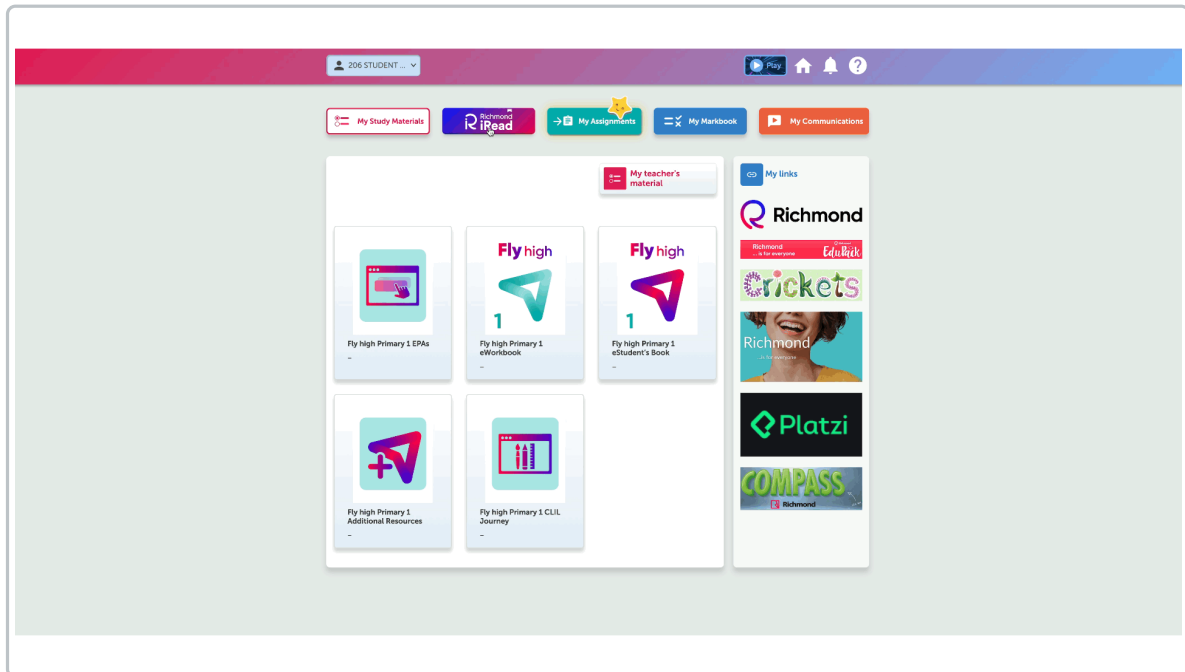 206 STUDENT ...
Play
My Study Materials
Richmond
iRead
My Assignments
My Markbook
My Communications
My teacher's
material
Fly high Primary 1 EPAs
–
Fly high
1
Fly high Primary 1
eWorkbook
–
Fly high
1
Fly high Primary 1
eStudent's Book
–
Fly high Primary 1
Additional Resources
–
Fly high Primary 1 CLIL
Journey
–
My links
Richmond
Richmond
... is for everyone
EduPaik
Crickets
Richmond
...is for everyone
Platzi
COMPASS
Richmond